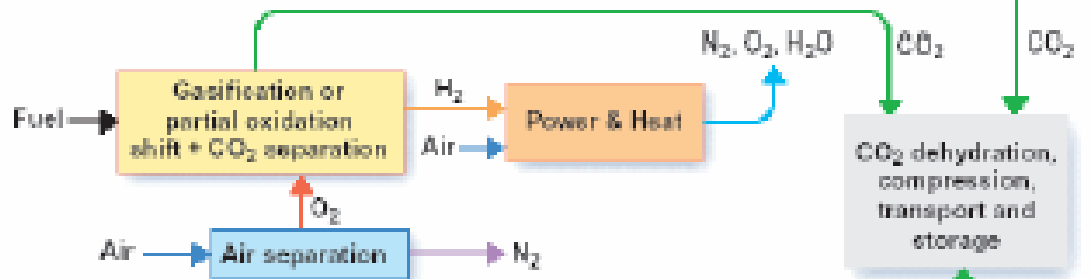 N₂, O₂, H₂O
CO₂
CO₂
Gasification or
partial oxidation
shift + CO₂ separation
Fuel
H₂
Air
Power & Heat
CO₂ dehydration,
compression,
transport and
storage
O₂
Air
Air separation
N₂